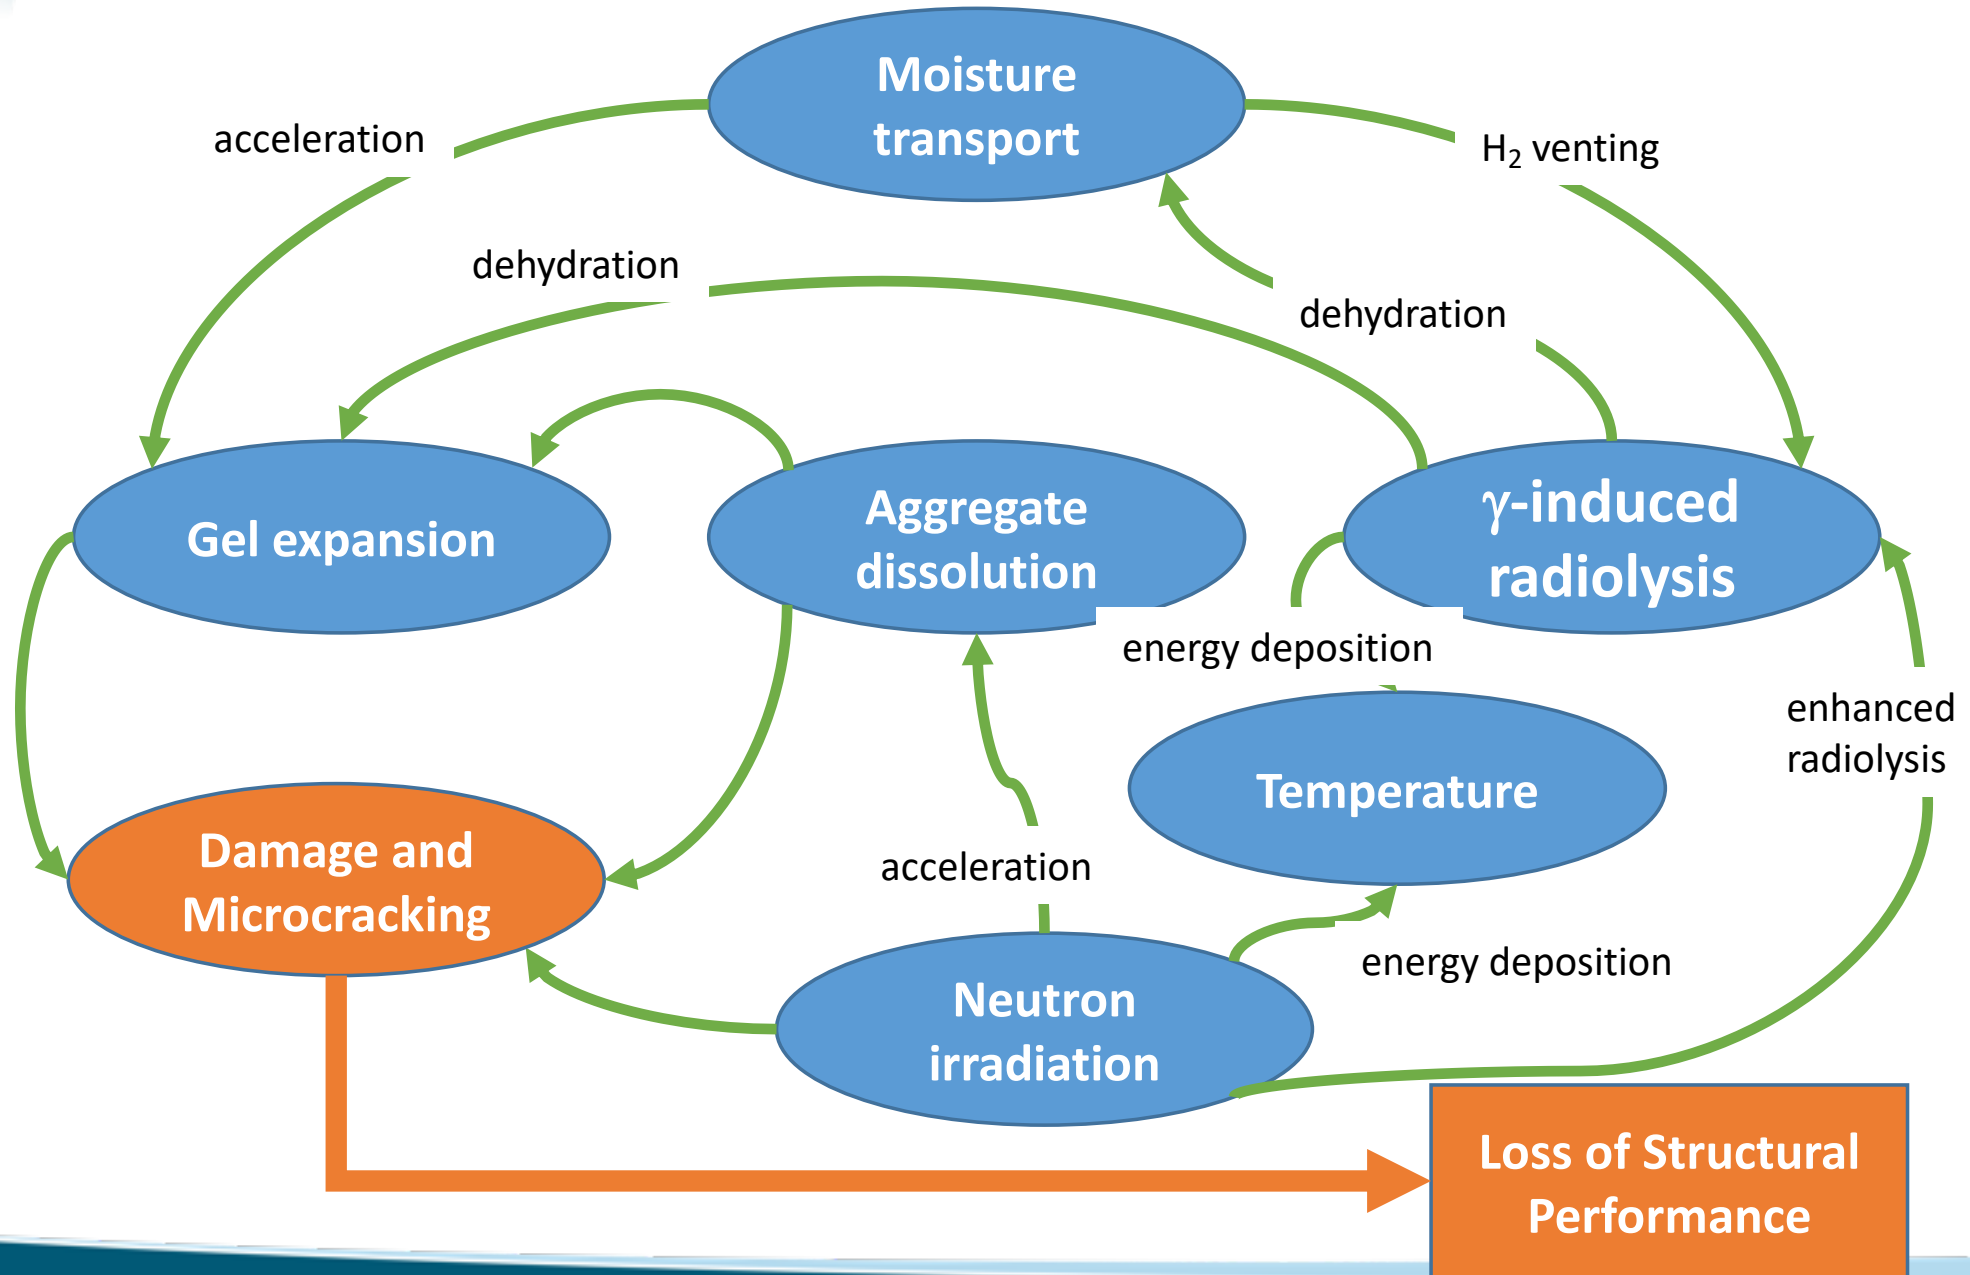 Moisture
transport
acceleration
H₂ venting
dehydration
dehydration
Gel expansion
Aggregate
dissolution
γ-induced
radiolysis
energy deposition
enhanced
radiolysis
Temperature
Damage and
Microcracking
acceleration
energy deposition
Neutron
irradiation
Loss of Structural
Performance